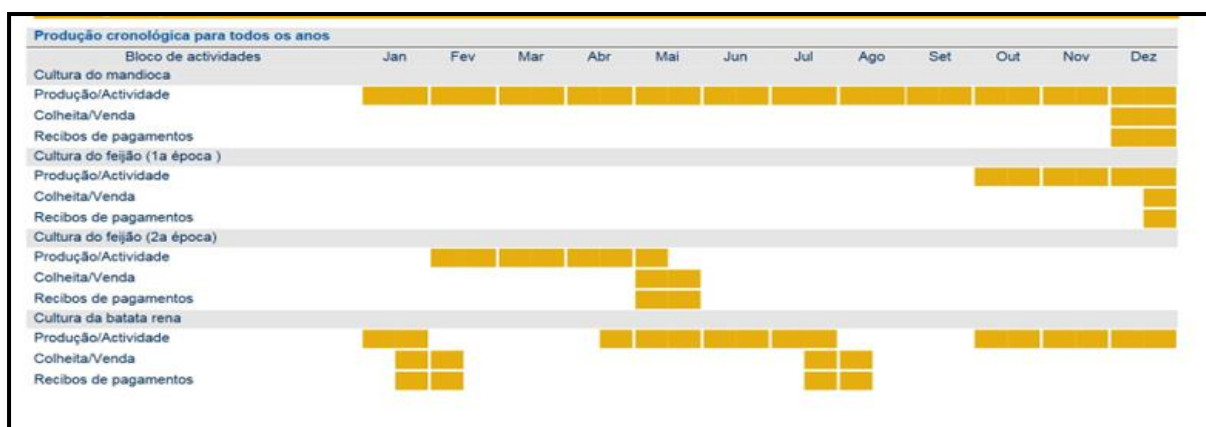 Produção cronológica para todos os anos
Bloco de actividades Jan Fev Mar Abr Mai Jun Jul Ago Set Out Nov Dez
Cultura do mandioca
Produção/Actividade
Colheita/Venda
Recibos de pagamentos
Cultura do feijão (1a época )
Produção/Actividade
Colheita/Venda
Recibos de pagamentos
Cultura do feijão (2a época)
Produção/Actividade
Colheita/Venda
Recibos de pagamentos
Cultura da batata rena
Produção/Actividade
Colheita/Venda
Recibos de pagamentos